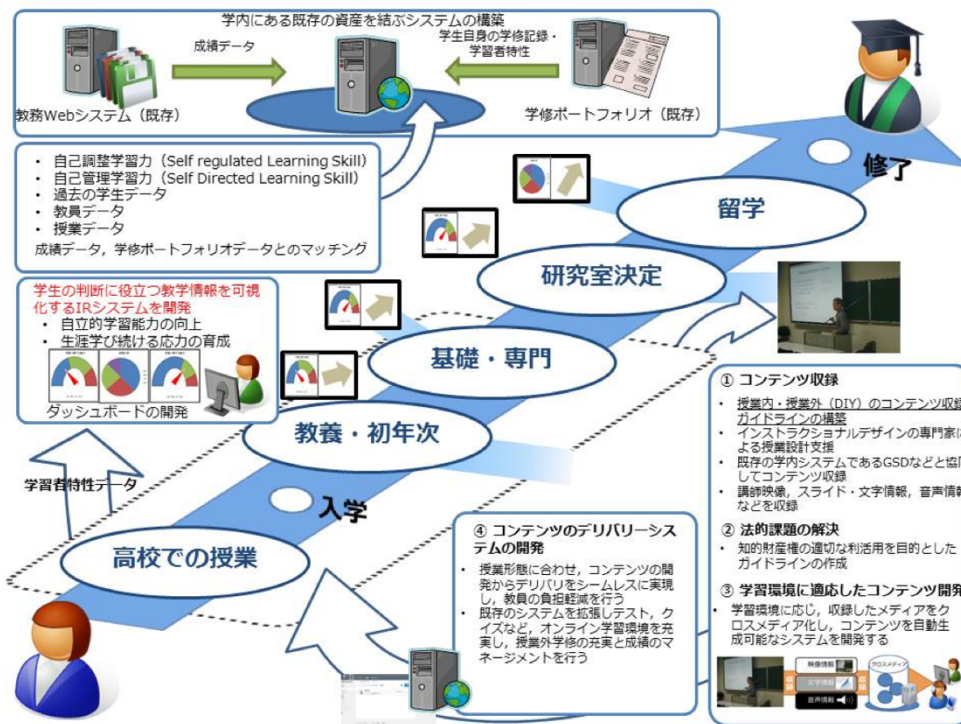 学内にある既存の資産を結ぶシステムの構築
成績データ
学生自身の学修記録・
学習者特性
教務Webシステム（既存）
学修ポートフォリオ（既存）
• 自己調整学習力（Self regulated Learning Skill）
• 自己管理学習力（Self Directed Learning Skill）
• 過去の学生データ
• 教員データ
• 授業データ
成績データ，学修ポートフォリオデータとのマッチング
学生の判断に役立つ教学情報を可視
化するIRシステムを開発
• 自立的学習能力の向上
• 生涯学び続ける応力の育成
ダッシュボードの開発
学習者特性データ
修了
留学
研究室決定
基礎・専門
教養・初年次
入学
高校での授業
① コンテンツ収録
• 授業内・授業外（DIY）のコンテンツ収録
ガイドラインの構築
• インストラクショナルデザインの専門家に
よる授業設計支援
• 既存の学内システムであるGSDなどと協同
してコンテンツ収録
• 講師映像，スライド・文字情報，音声情報
などを収録
② 法的課題の解決
• 知的財産権の適切な利活用を目的とした
ガイドラインの作成
③ 学習環境に適応したコンテンツ開発
• 学習環境に応じ，収録したメディアをク
ロスメディア化し，コンテンツを自動生
成可能なシステムを開発する
収録
映像情報
文字情報
音声情報
クロスメディア
④ コンテンツのデリバリーシス
テムの開発
• 授業形態に合わせ，コンテンツの開
発からデリバリをシームレスに実現
し，教員の負担軽減を行う
• 既存のシステムを拡張しテスト，ク
イズなど，オンライン学習環境を充
実し，授業外学修の充実と成績のマ
ネージメントを行う